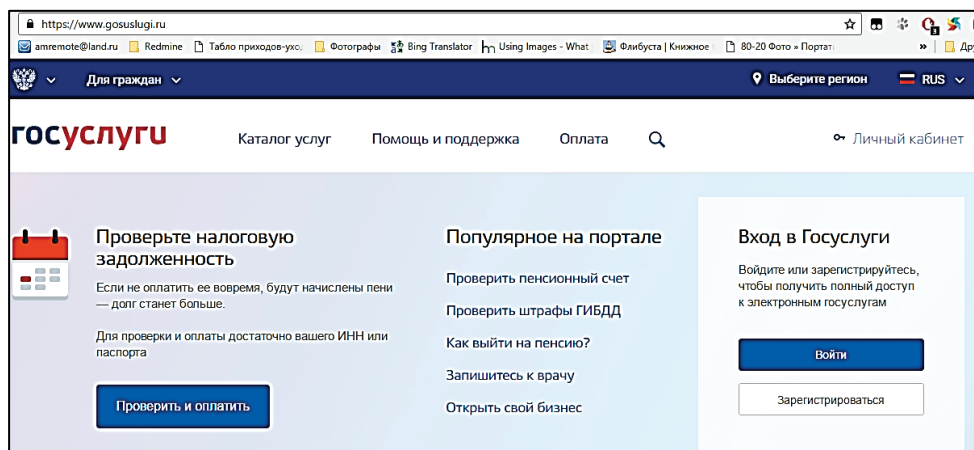 https://www.gosuslugi.ru
amremote@land.ru Redmine Табло приходов-ухо, Фотографы Bing Translator Using Images - What Флибуста | Книжное 80-20 Фото » Портат » Дру
Для граждан Выберите регион RUS
госуслуги Каталог услуг Помощь и поддержка Оплата Личный кабинет
Проверьте налоговую
задолженность
Если не оплатить ее вовремя, будут начислены пени
— долг станет больше.
Для проверки и оплаты достаточно вашего ИНН или
паспорта
Проверить и оплатить
Популярное на портале
Проверить пенсионный счет
Проверить штрафы ГИБДД
Как выйти на пенсию?
Запишитесь к врачу
Открыть свой бизнес
Вход в Госуслуги
Войдите или зарегистрируйтесь,
чтобы получить полный доступ
к электронным госуслугам
Войти
Зарегистрироваться